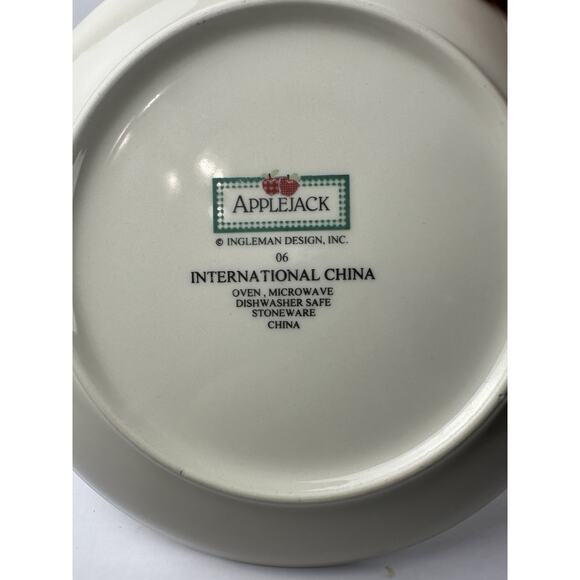 APPLEJACK
© INGLEMAN DESIGN, INC.
06
INTERNATIONAL CHINA
OVEN , MICROWAVE
DISHWASHER SAFE
STONEWARE
CHINA